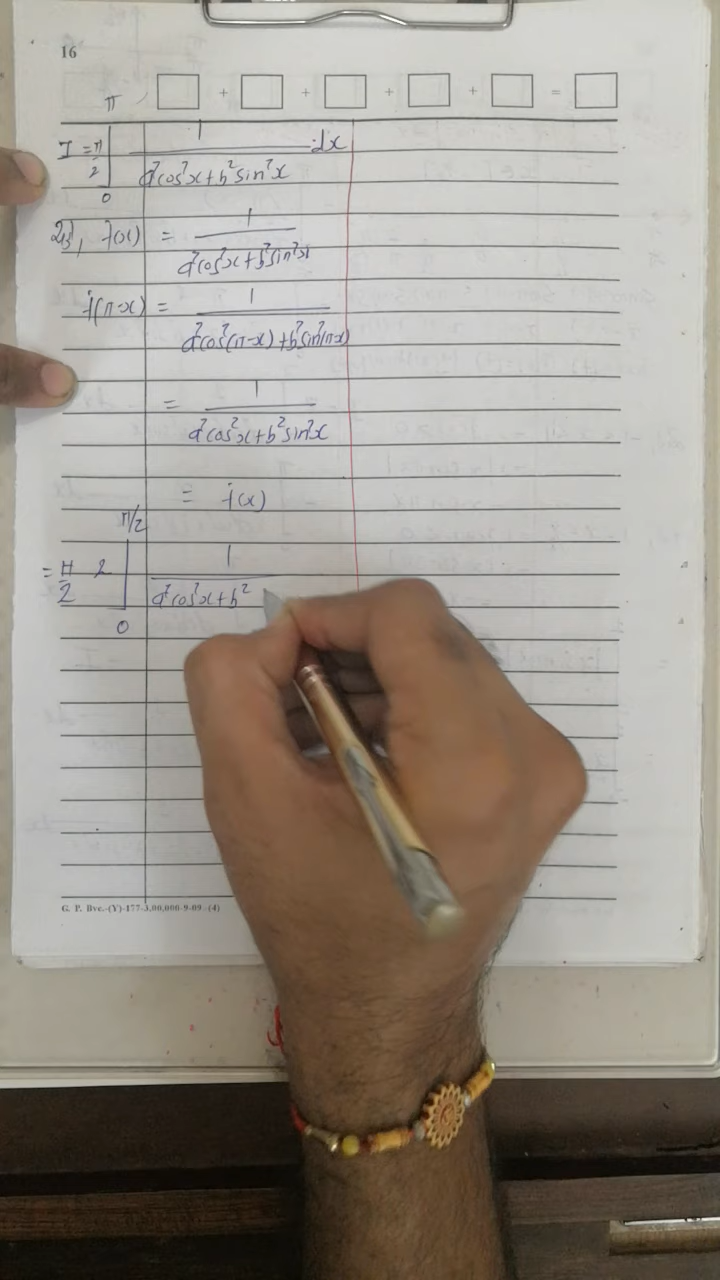 16
□ + □ + □ + □ + □ = □
I = π/2 ∫₀^π 1/(a²cos²x+b²sin²x) dx
f(x) = 1/(a²cos²x+b²sin²x)
f(π-x) = 1/(a²cos²(π-x)+b²sin²(π-x))
= 1/(a²cos²x+b²sin²x)
= f(x)
= π/2 2 ∫₀^(π/2) 1/(a²cos²x+b²
G. P. Bvc.-(Y)-177-3,00,000-9-09-(4)